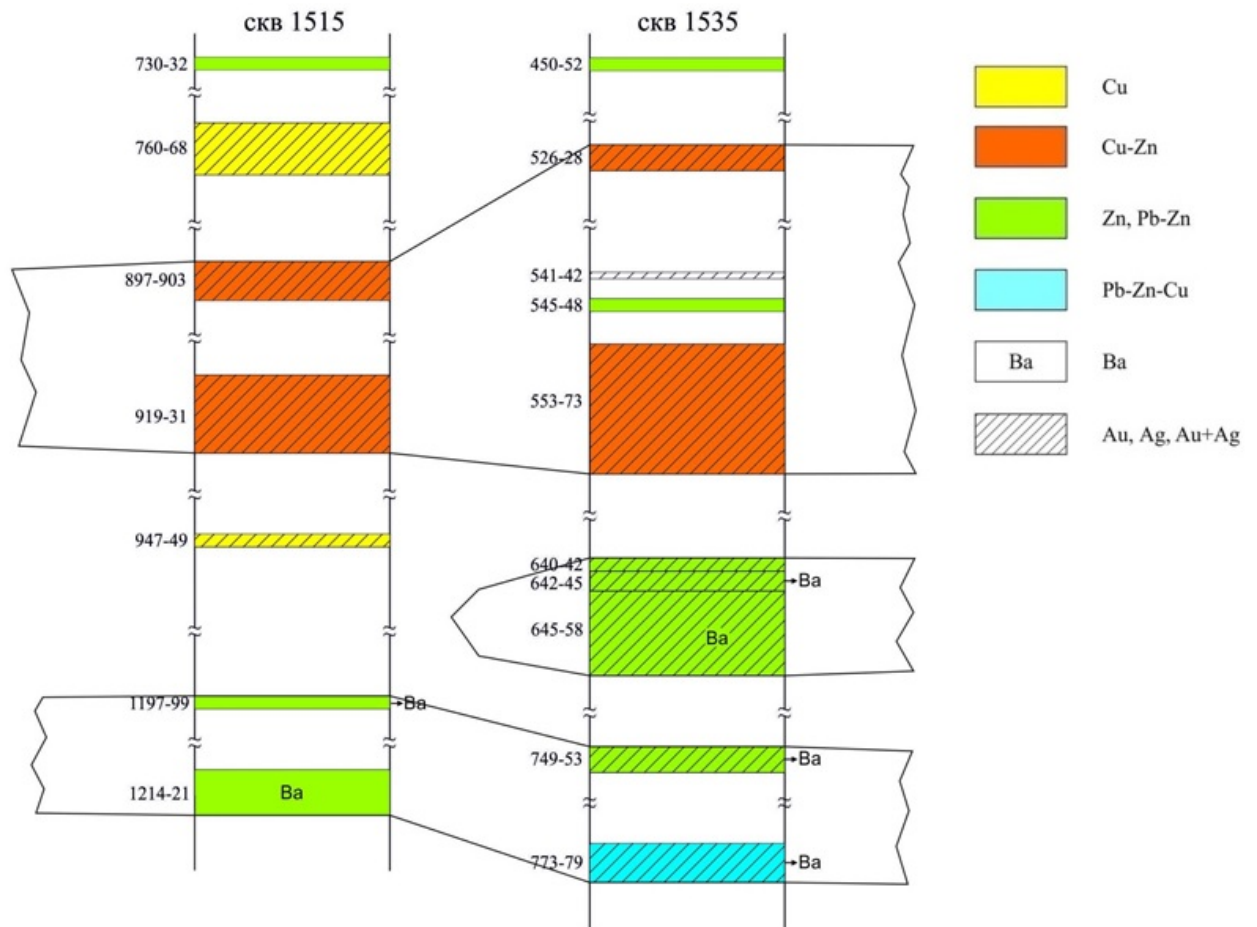 скв 1515
730-32
760-68
897-903
919-31
947-49
1197-99
Ba
1214-21
Ba
скв 1535
450-52
526-28
541-42
545-48
553-73
640-42
642-45
Ba
645-58
Ba
749-53
Ba
773-79
Ba
Cu
Cu-Zn
Zn, Pb-Zn
Pb-Zn-Cu
Ba
Ba
Au, Ag, Au+Ag